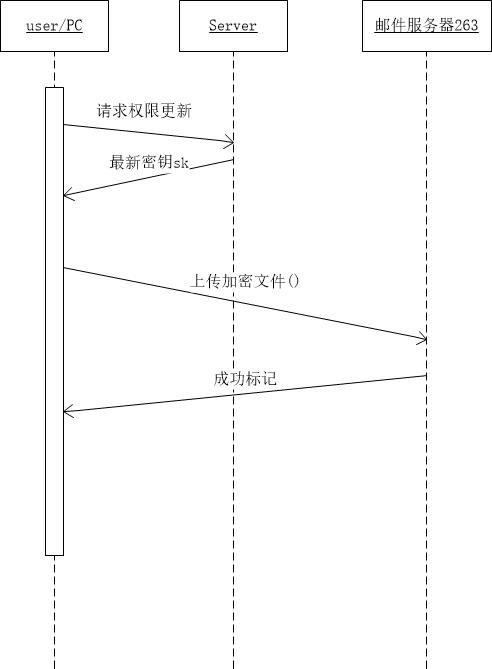 user/PC
Server
邮件服务器263
请求权限更新
最新密钥sk
上传加密文件()
成功标记